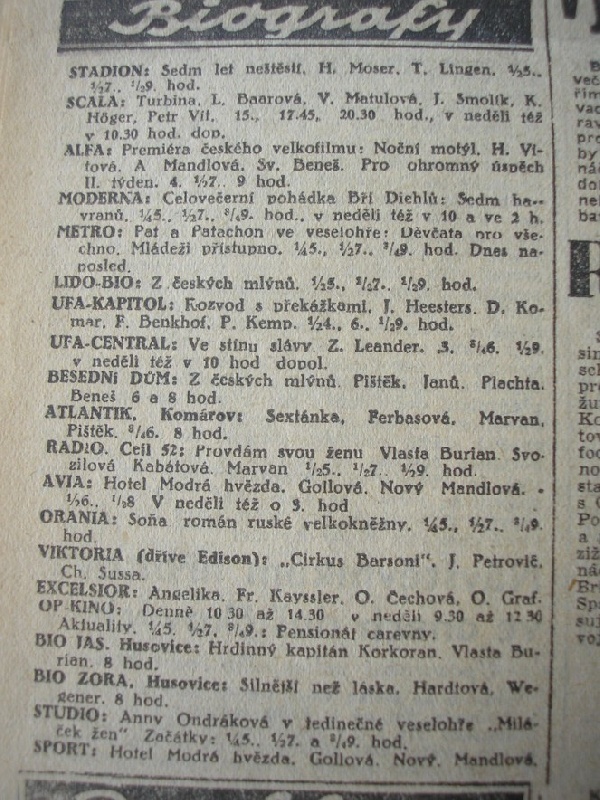 Biografy
STADION: Sedm let neštěstí, H. Moser, T. Lingen. ½5.,
½7., ½9. hod.
SCALA: Turbina, L. Baarová, V. Matulová, J. Smolík, K.
Höger, Petr Vít. 15., 17.45, 20.30 hod., v neděli též
v 10.30 hod. dop.
ALFA: Premiéra českého velkofilmu: Noční motýl, H. Ví-
tová, A Mandlová, Sv. Beneš. Pro ohromný úspěch
II. týden. 4. ½7.. 9 hod.
MODERNA: Celovečerní pohádka Bří Diehlů: Sedm ha-
vranů, ¼5., ½7., ¾9. hod., v neděli též v 10 a ve 2 h.
METRO: Pat a Patachon ve veselohře: Děvčata pro vše-
chno. Mládeži přístupno. ¼5., ½7., ¾9. hod. Dnes na-
posled.
LIDO-BIO: Z českých mlýnů. ½5., ½7., ½9. hod.
UFA-KAPITOL: Rozvod s překážkami, J. Heesters, D. Ko-
mar, F. Benkhof, P. Kemp. ½4., 6., ½9. hod.
UFA-CENTRAL: Ve stínu slávy Z. Leander. 3. ¾6. ½9.
v neděli též v 10 hod dopol.
BESEDNÍ DŮM: Z českých mlýnů. Pištěk, Janů, Plachta,
Beneš 6 a 8 hod.
ATLANTIK, Komárov: Sextánka, Ferbasová, Marvan,
Pištěk. ¾6. 8 hod.
RADIO. Cejl 52: Provdám svou ženu Vlasta Burian. Svo-
zilová Kabátová. Marvan ½5.. ½7.. ½9. hod.
AVIA: Hotel Modrá hvězda. Gollová. Nový Mandlová.
½6.. ½8 V neděli též o 3. hod
ORANIA: Soňa román ruské velkokněžny. ¼5., ½7.. ¾9.
hod.
VIKTORIA (dříve Edison): „Cirkus Barsoni“. J. Petrovič,
Ch. Sussa.
EXCELSIOR: Angelika. Fr. Kayssler, O. Čechová, O. Graf.
OP-KINO: Denně 10 30 až 14.30 v neděli 9.30 až 12 30
Aktuality. ¼5. ½7. ¾9.: Pensionát carevny.
BIO JAS. Husovice: Hrdinný kapitán Korkoran. Vlasta Bu-
rian. 8 hod.
BIO ZORA, Husovice: Silnější než láska. Hardtová, We-
gener. 8 hod.
STUDIO: Anny Ondráková v jedinečné veselohře „Milá-
ček žen“ Začátky: ¼5.. ½7. a ¾9. hod.
SPORT: Hotel Modrá hvězda. Gollová, Nový. Mandlová.